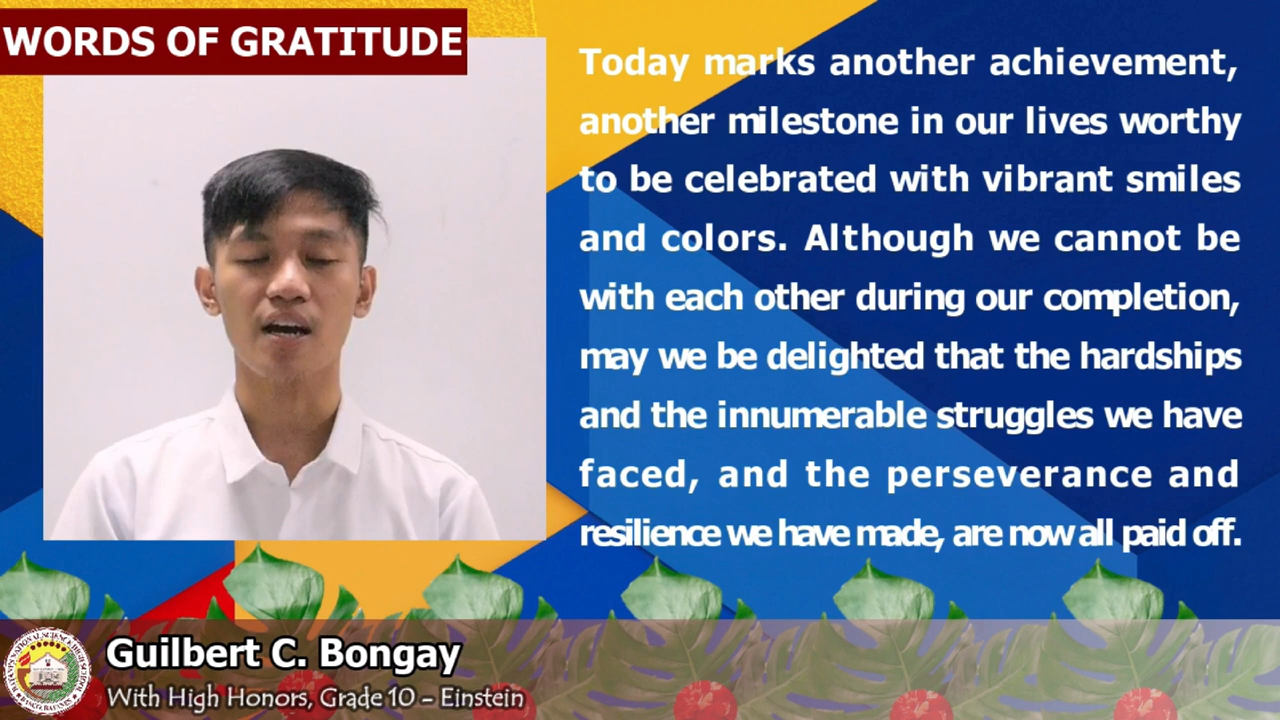 WORDS OF GRATITUDE
Today marks another achievement,
another milestone in our lives worthy
to be celebrated with vibrant smiles
and colors. Although we cannot be
with each other during our completion,
may we be delighted that the hardships
and the innumerable struggles we have
faced, and the perseverance and
resilience we have made, are now all paid off.
Guilbert C. Bongay
With High Honors, Grade 10 – Einstein